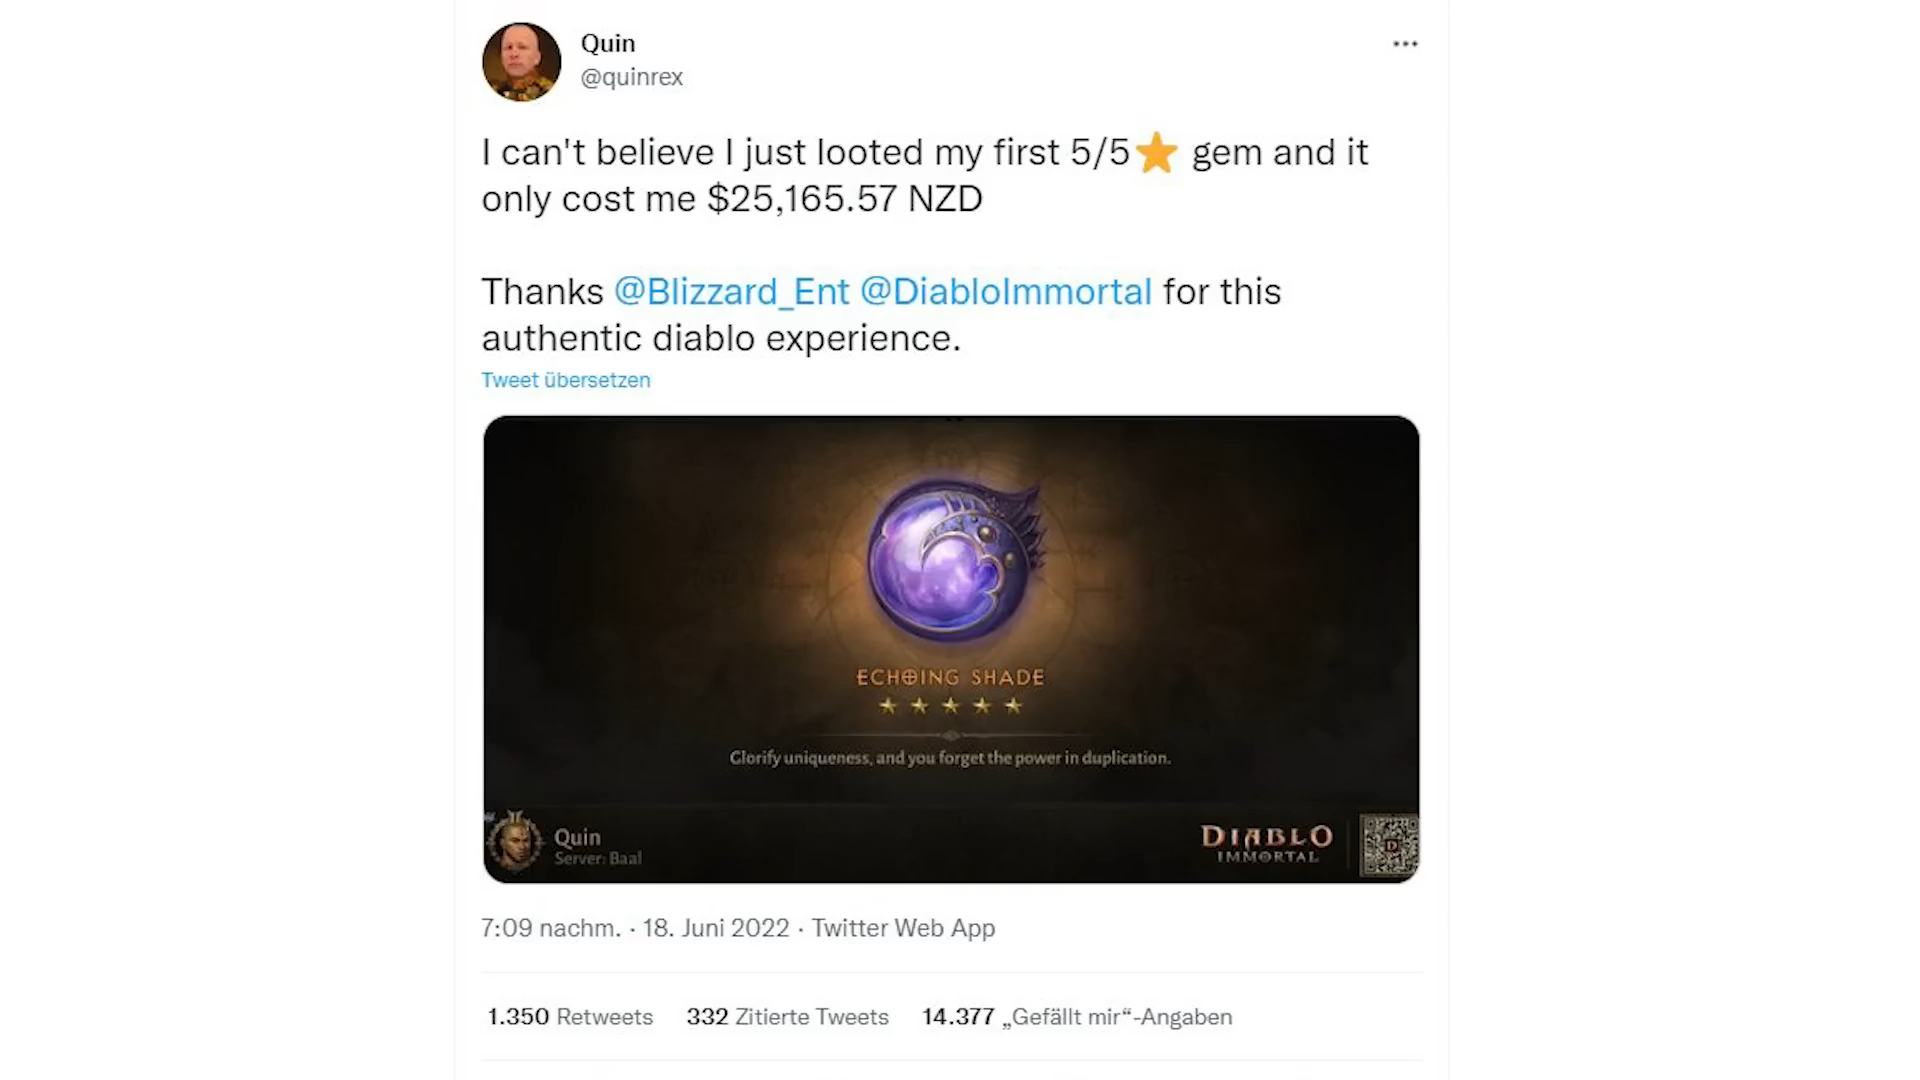 Quin
@quinrex
I can't believe I just looted my first 5/5⭐ gem and it
only cost me $25,165.57 NZD
Thanks @Blizzard_Ent @DiabloImmortal for this
authentic diablo experience.
Tweet übersetzen
ECHOING SHADE
Glorify uniqueness, and you forget the power in duplication.
Quin
Server: Baal
DIABLO
IMMORTAL
7:09 nachm. · 18. Juni 2022 · Twitter Web App
1.350 Retweets 332 Zitierte Tweets 14.377 „Gefällt mir“-Angaben